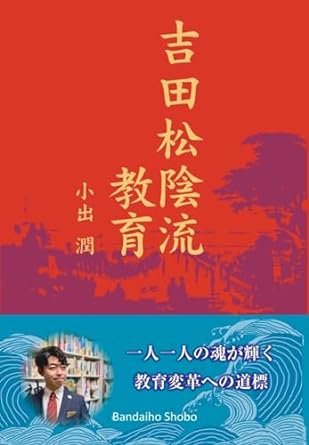 吉田松陰流
教育
小出 潤
一人一人の魂が輝く
教育変革への道標
Bandaiho Shobo